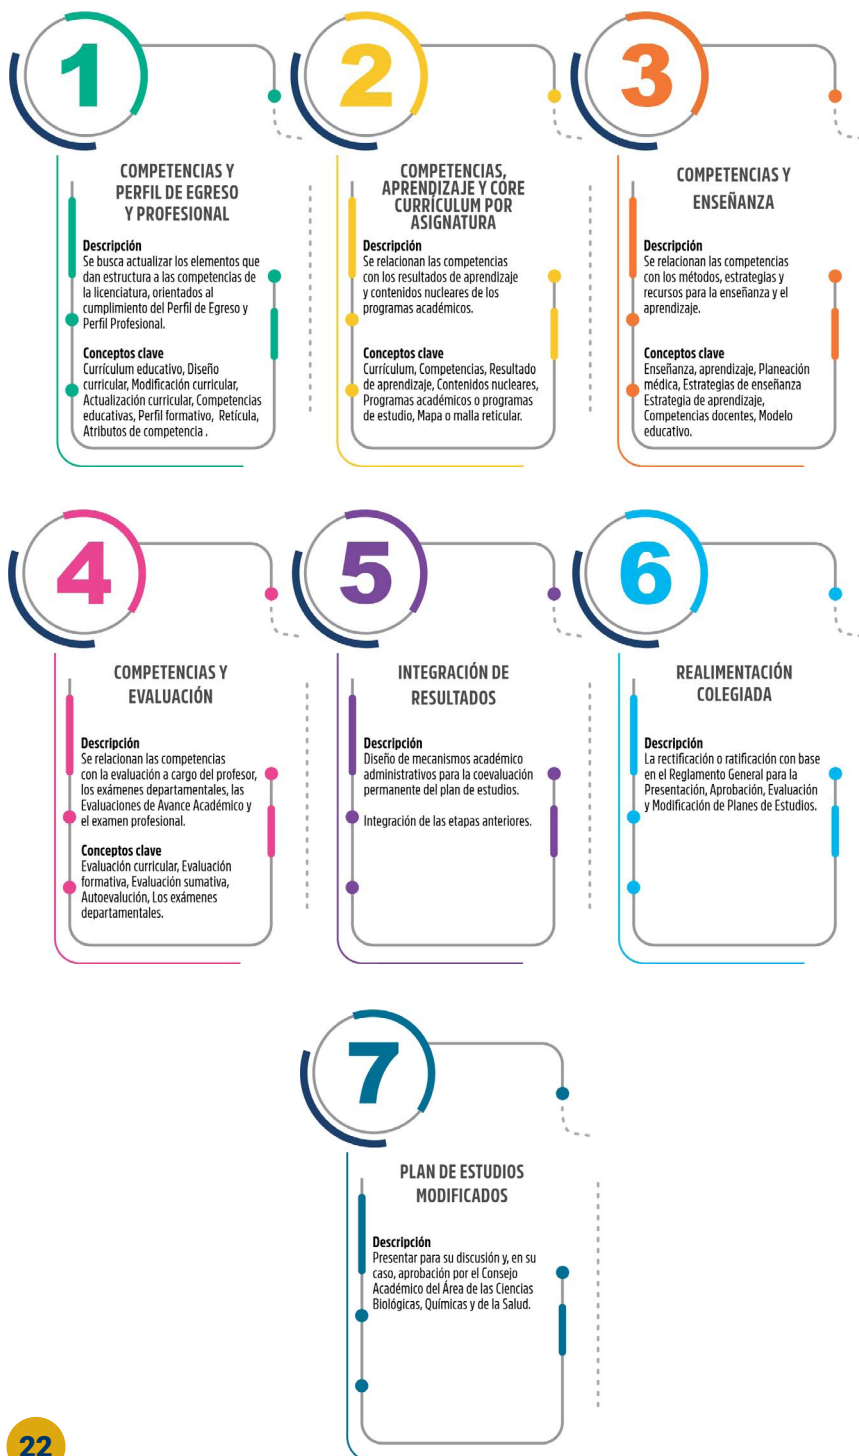 1
COMPETENCIAS Y
PERFIL DE EGRESO
Y PROFESIONAL
Descripción
Se busca actualizar los elementos que
dan estructura a las competencias de
la licenciatura, orientados al
cumplimiento del Perfil de Egreso y
Perfil Profesional.
Conceptos clave
Currículum educativo, Diseño
curricular, Modificación curricular,
Actualización curricular, Competencias
educativas, Perfil formativo, Retícula,
Atributos de competencia .
2
COMPETENCIAS,
APRENDIZAJE Y CORE
CURRÍCULUM POR
ASIGNATURA
Descripción
Se relacionan las competencias
con los resultados de aprendizaje
y contenidos nucleares de los
programas académicos.
Conceptos clave
Currículum, Competencias, Resultado
de aprendizaje, Contenidos nucleares,
Programas académicos o programas
de estudio, Mapa o malla reticular.
3
COMPETENCIAS Y
ENSEÑANZA
Descripción
Se relacionan las competencias
con los métodos, estrategias y
recursos para la enseñanza y el
aprendizaje.
Conceptos clave
Enseñanza, aprendizaje, Planeación
médica, Estrategias de enseñanza
Estrategia de aprendizaje,
Competencias docentes, Modelo
educativo.
4
COMPETENCIAS Y
EVALUACIÓN
Descripción
Se relacionan las competencias
con la evaluación a cargo del profesor,
los exámenes departamentales, las
Evaluaciones de Avance Académico y
el examen profesional.
Conceptos clave
Evaluación curricular, Evaluación
formativa, Evaluación sumativa,
Autoevalución, Los exámenes
departamentales.
5
INTEGRACIÓN DE
RESULTADOS
Descripción
Diseño de mecanismos académico
administrativos para la coevaluación
permanente del plan de estudios.
Integración de las etapas anteriores.
6
REALIMENTACIÓN
COLEGIADA
Descripción
La rectificación o ratificación con base
en el Reglamento General para la
Presentación, Aprobación, Evaluación
y Modificación de Planes de Estudios.
7
PLAN DE ESTUDIOS
MODIFICADOS
Descripción
Presentar para su discusión y, en su
caso, aprobación por el Consejo
Académico del Área de las Ciencias
Biológicas, Químicas y de la Salud.
22